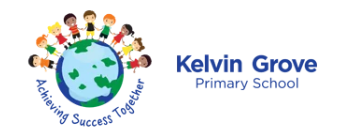 Achieving Success Together
Kelvin Grove
Primary School